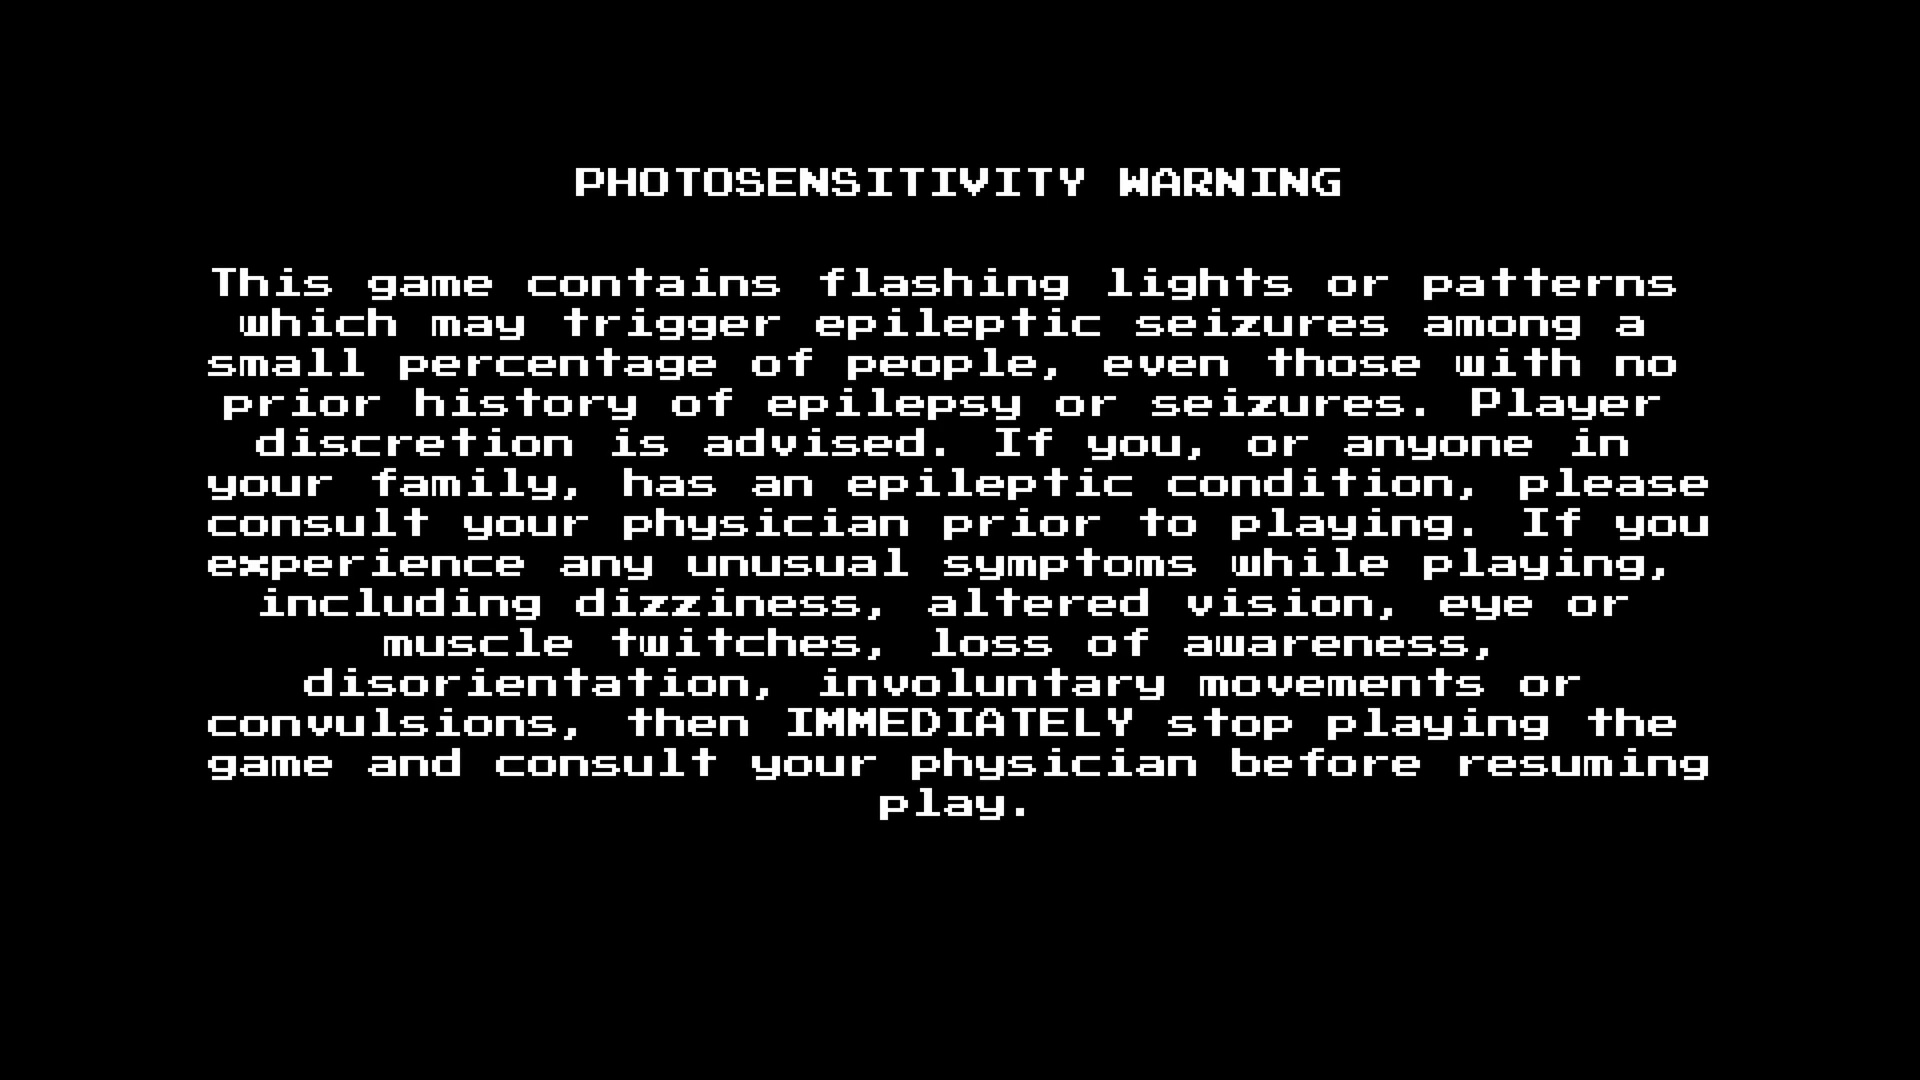 PHOTOSENSITIVITY WARNING
This game contains flashing lights or patterns
which may trigger epileptic seizures among a
small percentage of people, even those with no
prior history of epilepsy or seizures. Player
discretion is advised. If you, or anyone in
your family, has an epileptic condition, please
consult your physician prior to playing. If you
experience any unusual symptoms while playing,
including dizziness, altered vision, eye or
muscle twitches, loss of awareness,
disorientation, involuntary movements or
convulsions, then IMMEDIATELY stop playing the
game and consult your physician before resuming
play.